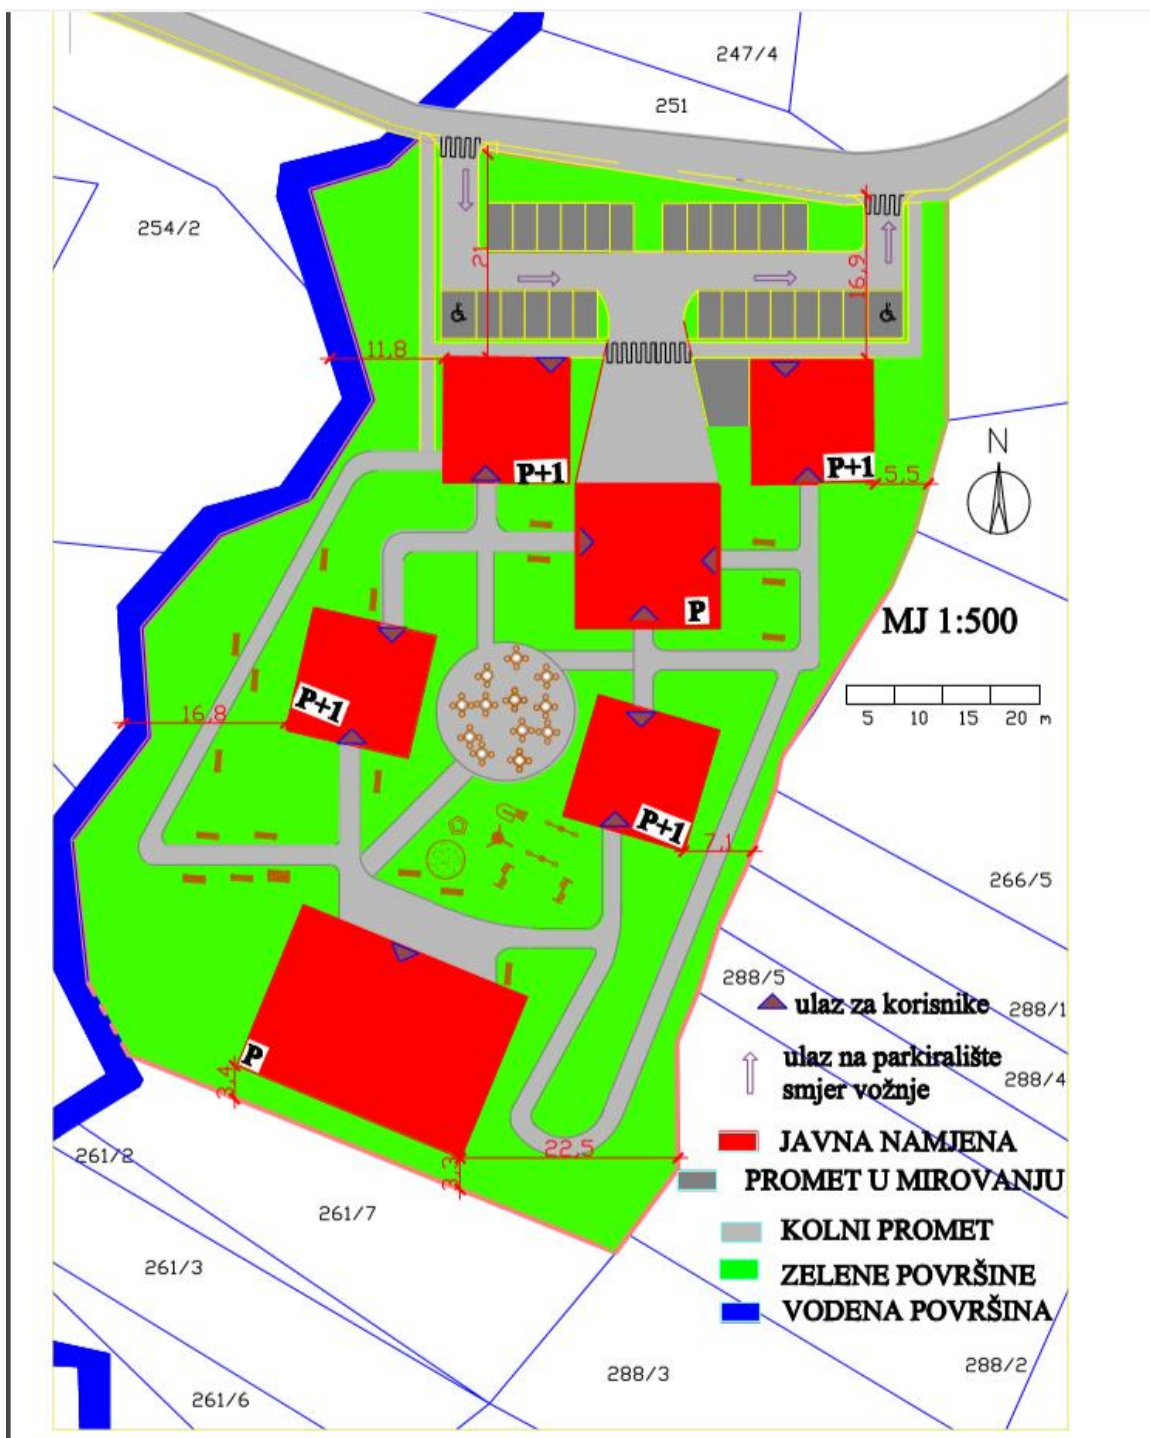 247/4
251
254/2
21
16,9
11,8
P+1
P+1
5,5
N
P
MJ 1:500
5 10 15 20 m
P+1
16,8
P+1
7,1
266/5
288/5
ulaz za korisnike
288/1
ulaz na parkiralište
smjer vožnje
288/4
P
3,4
JAVNA NAMJENA
22,5
3,3
261/2
PROMET U MIROVANJU
261/7
KOLNI PROMET
261/3
ZELENE POVRŠINE
VODENA POVRŠINA
288/3
288/2
261/6